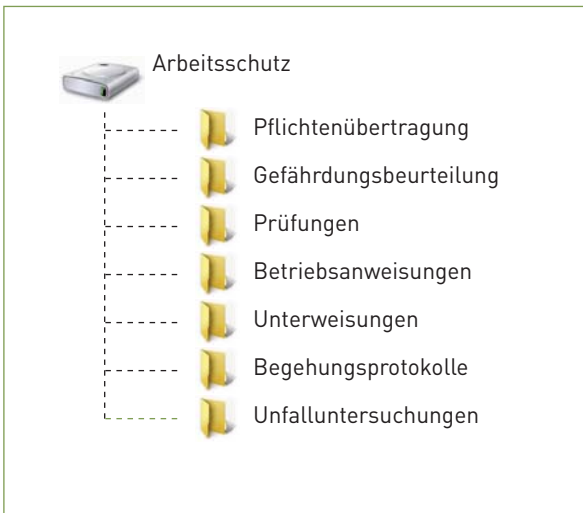 Arbeitsschutz
Pflichtenübertragung
Gefährdungsbeurteilung
Prüfungen
Betriebsanweisungen
Unterweisungen
Begehungsprotokolle
Unfalluntersuchungen